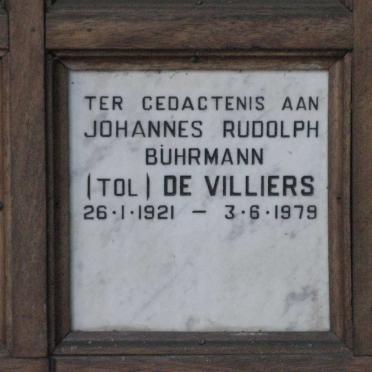 TER GEDACTENIS AAN
JOHANNES RUDOLPH
BÜHRMANN
(TOL) DE VILLIERS
26·1·1921 — 3·6·1979